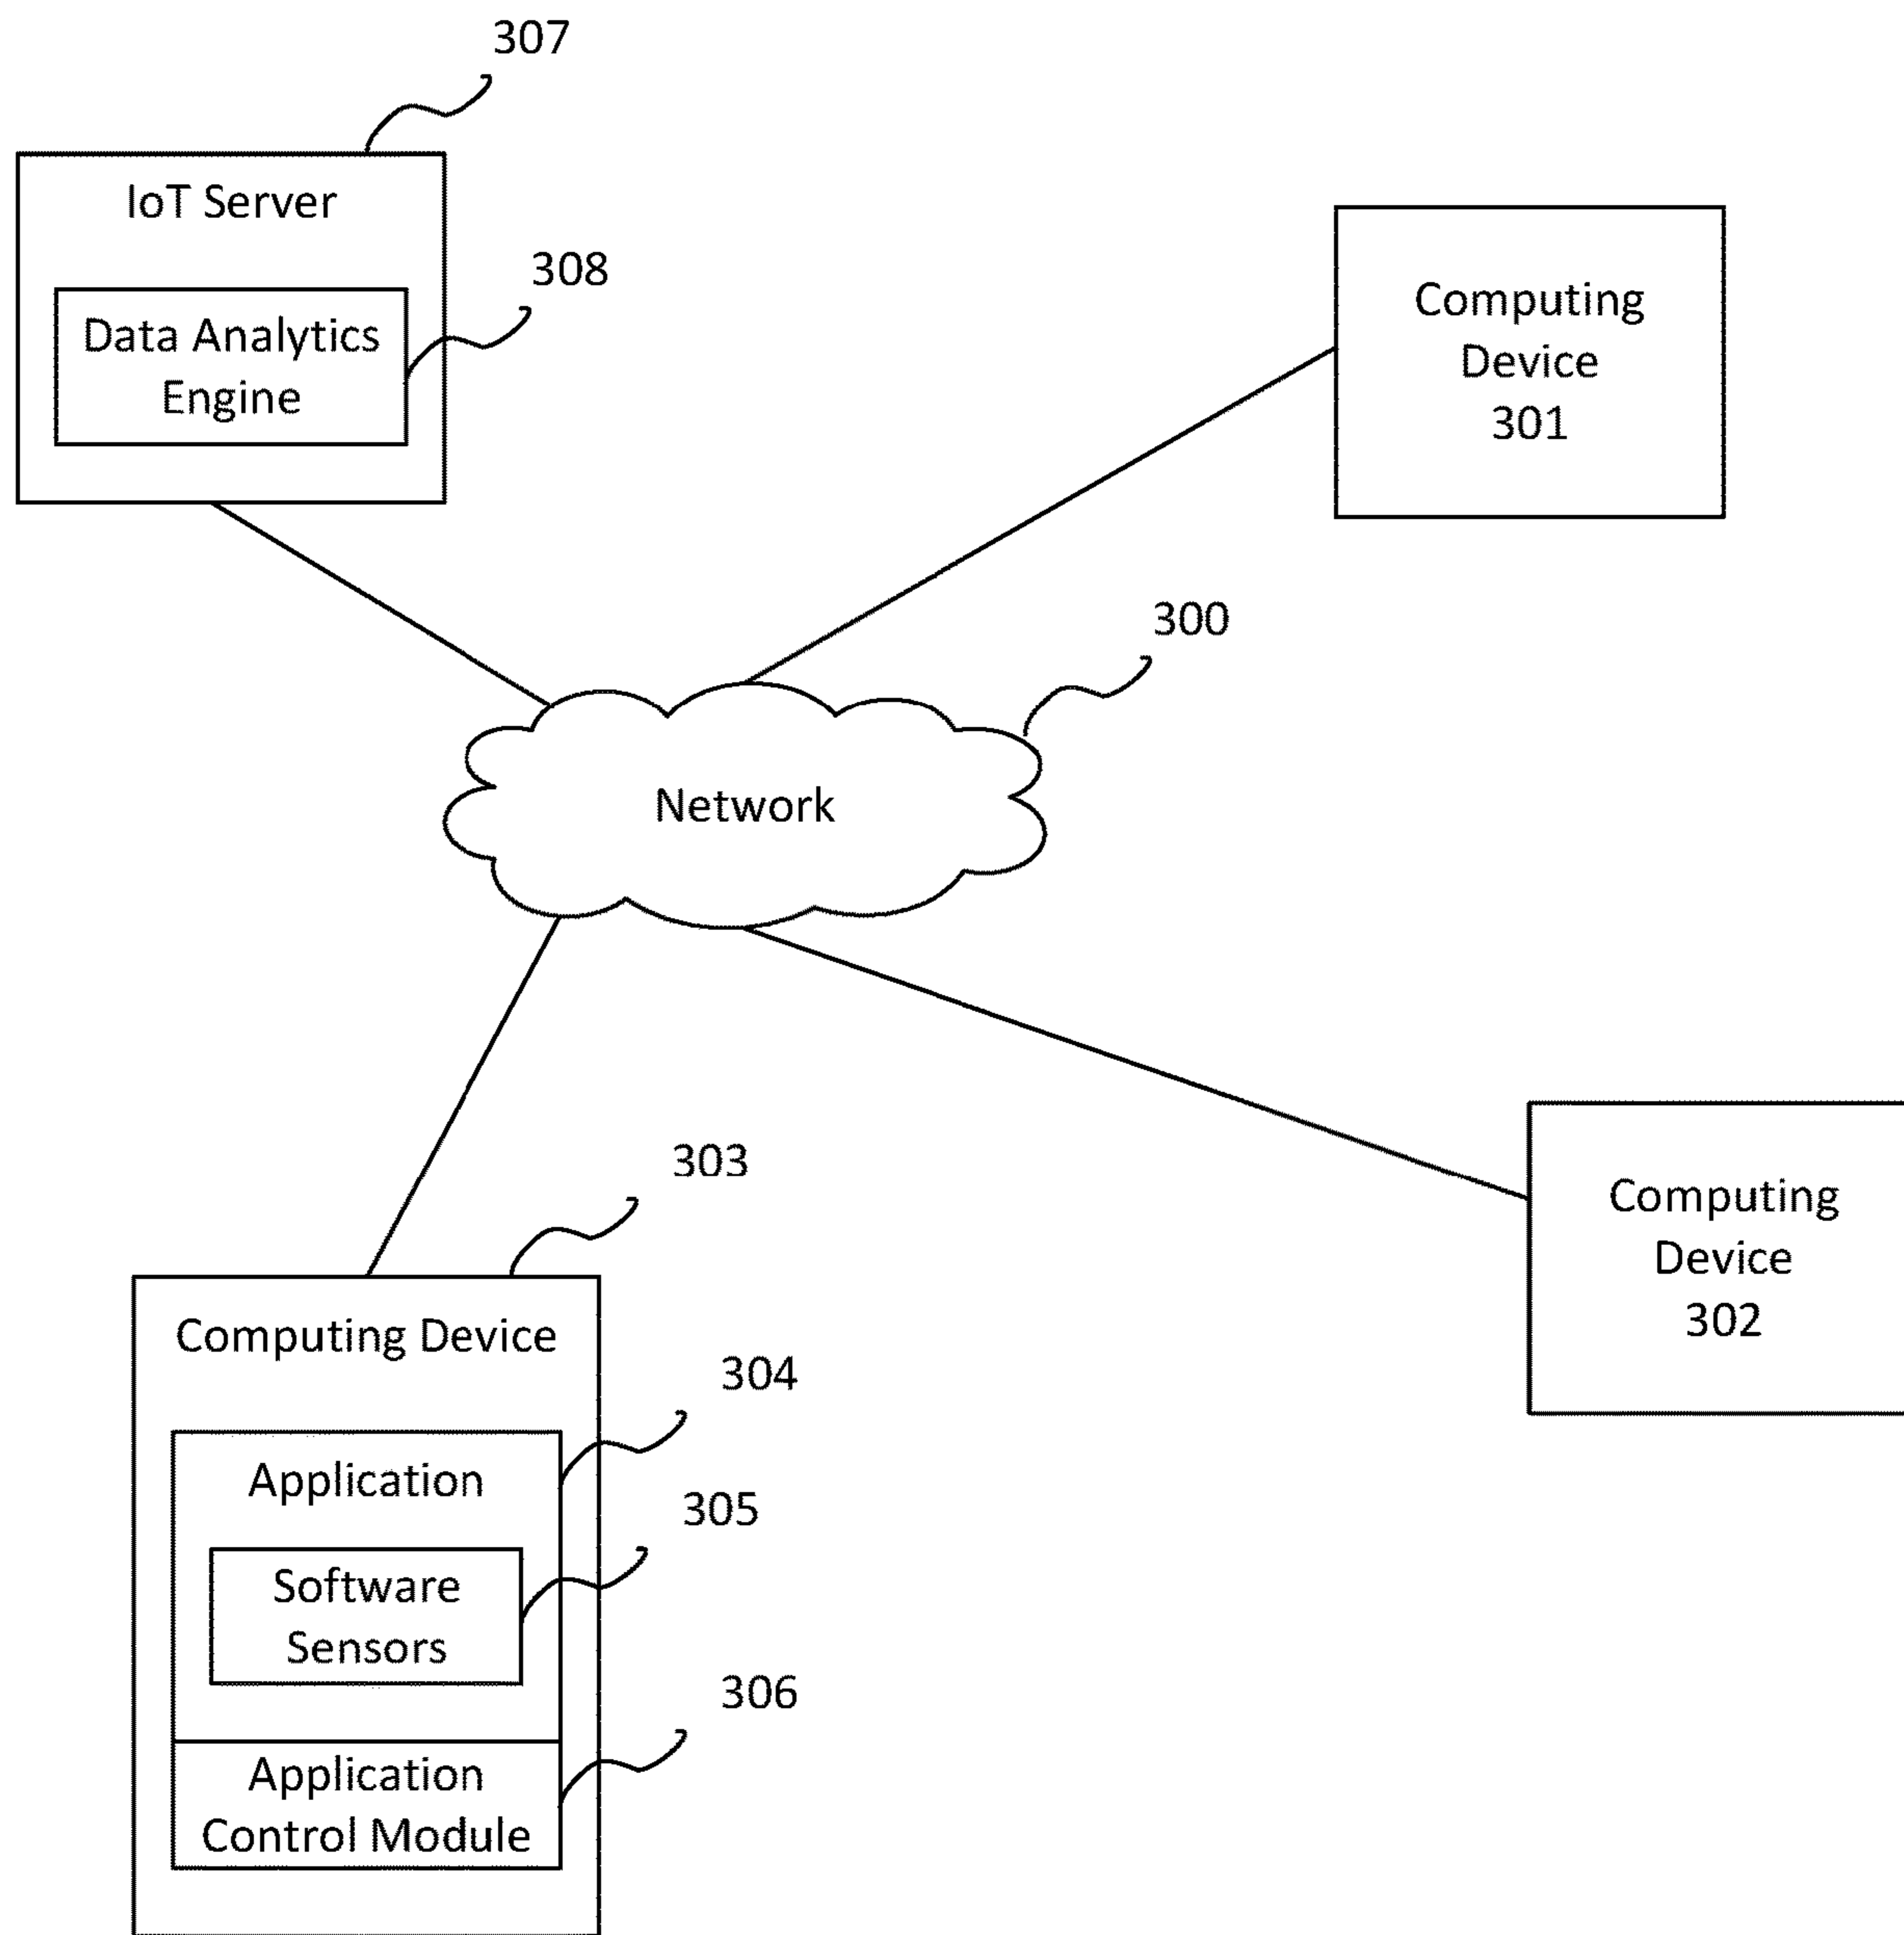 307
IoT Server
308
Data Analytics
Engine
Computing
Device
301
300
Network
303
Computing Device
304
Application
305
Software
Sensors
306
Application
Control Module
Computing
Device
302